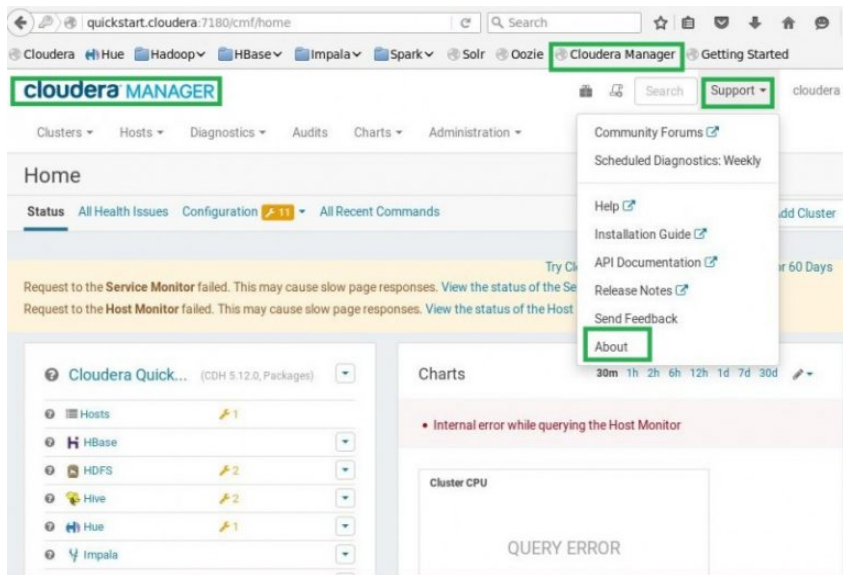 quickstart.cloudera:7180/cmf/home Search
Cloudera Hue Hadoop HBase Impala Spark Solr Oozie Cloudera Manager Getting Started
cloudera MANAGER Search Support cloudera
Clusters Hosts Diagnostics Audits Charts Administration
Community Forums
Scheduled Diagnostics: Weekly
Home
Status All Health Issues Configuration 11 All Recent Commands
Help
dd Cluster
Installation Guide
Try Cl
API Documentation
r 60 Days
Request to the Service Monitor failed. This may cause slow page responses. View the status of the Se
Release Notes
Request to the Host Monitor failed. This may cause slow page responses. View the status of the Host
Send Feedback
About
Cloudera Quick... (CDH 5.12.0, Packages)
Charts 30m 1h 2h 6h 12h 1d 7d 30d
Hosts 1
Internal error while querying the Host Monitor
HBase
HDFS 2
Cluster CPU
Hive 2
Hue 1
QUERY ERROR
Impala